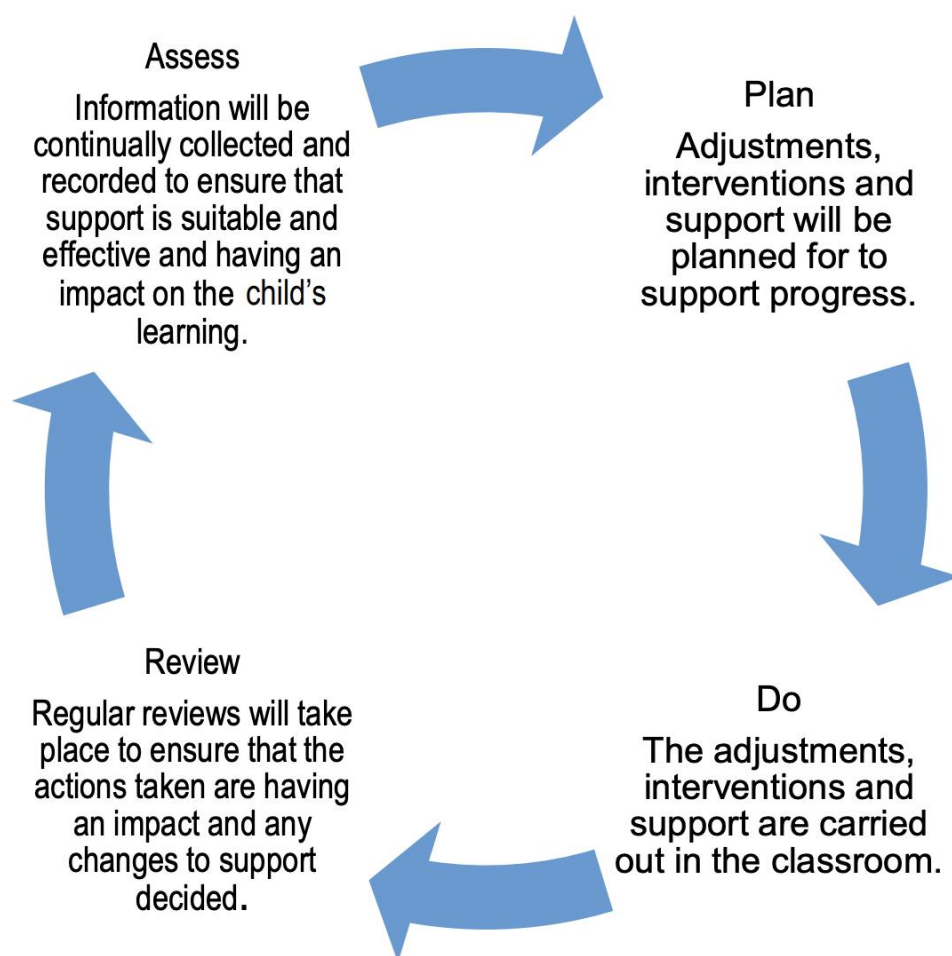 Assess
Information will be
continually collected and
recorded to ensure that
support is suitable and
effective and having an
impact on the child’s
learning.
Plan
Adjustments,
interventions and
support will be
planned for to
support progress.
Do
The adjustments,
interventions and
support are carried
out in the classroom.
Review
Regular reviews will take
place to ensure that the
actions taken are having
an impact and any
changes to support
decided.